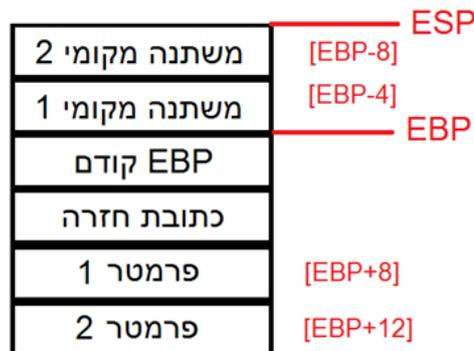 ESP
משתנה מקומי 2
[EBP-8]
משתנה מקומי 1
[EBP-4]
EBP
EBP קודם
כתובת חזרה
פרמטר 1
[EBP+8]
פרמטר 2
[EBP+12]